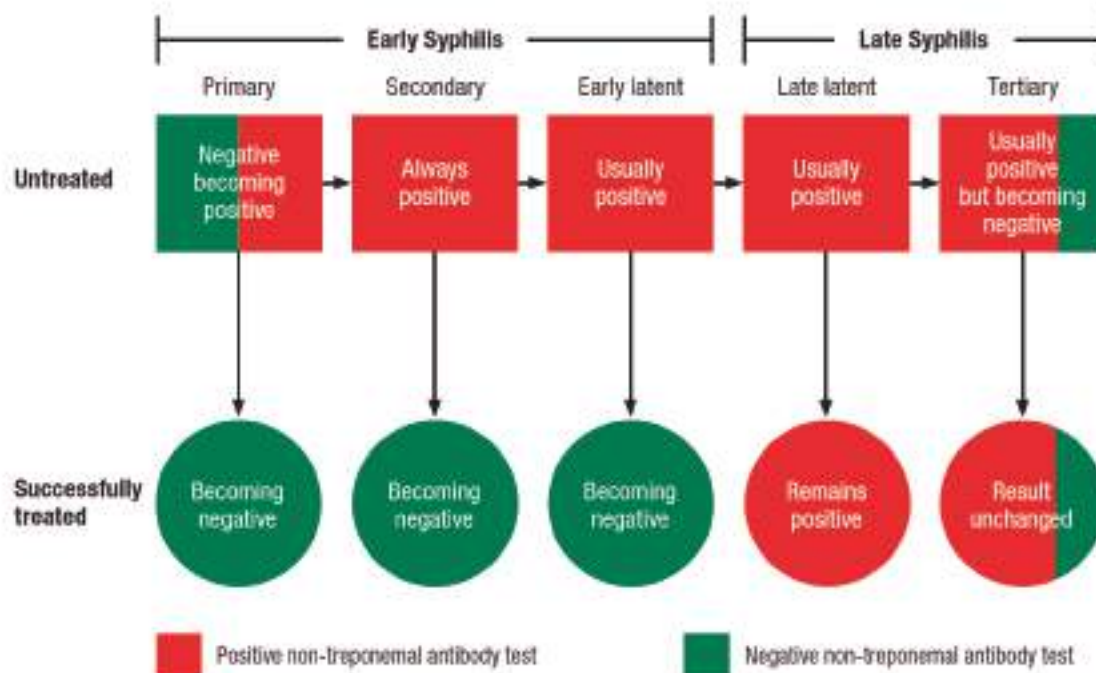 Early Syphilis
Late Syphilis
Primary
Secondary
Early latent
Late latent
Tertiary
Untreated
Negative
becoming
positive
Always
positive
Usually
positive
Usually
positive
Usually
positive
but becoming
negative
Successfully
treated
Becoming
negative
Becoming
negative
Becoming
negative
Remains
positive
Result
unchanged
Positive non-treponemal antibody test
Negative non-treponemal antibody test